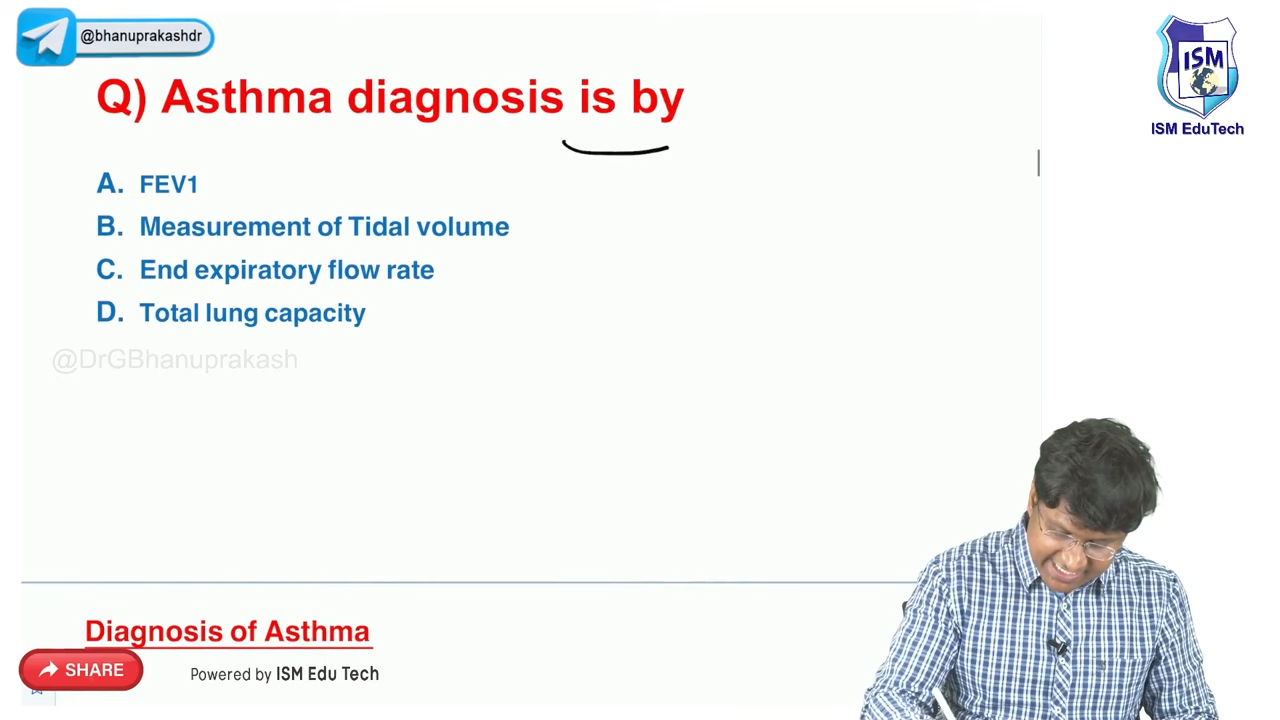 @bhanuprakashdr
ISM
ISM EduTech
Q) Asthma diagnosis is by
A. FEV1
B. Measurement of Tidal volume
C. End expiratory flow rate
D. Total lung capacity
@DrGBhanuprakash
Diagnosis of Asthma
SHARE
Powered by ISM Edu Tech